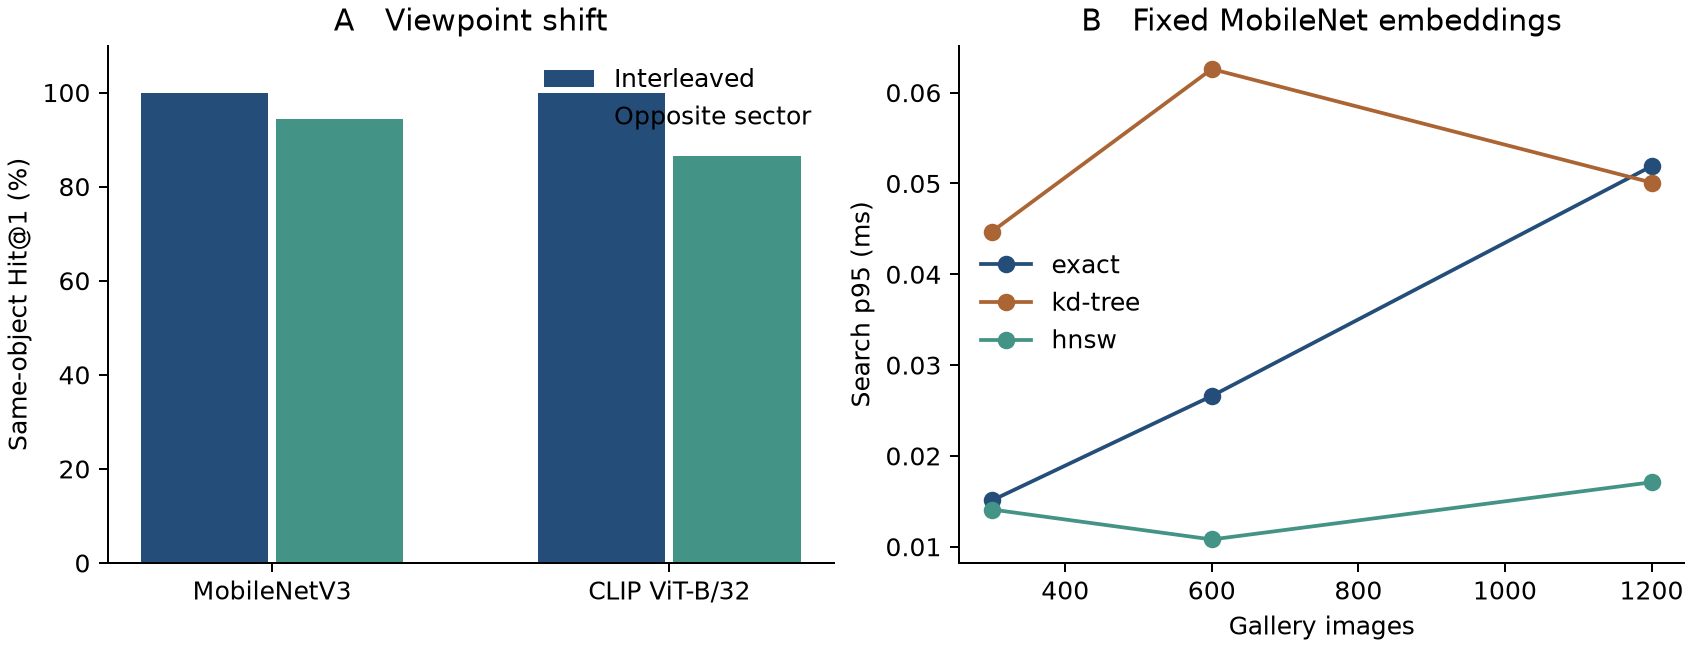 A Viewpoint shift
Same-object Hit@1 (%)
100
80
60
40
20
0
Interleaved
Opposite sector
MobileNetV3
CLIP ViT-B/32
B Fixed MobileNet embeddings
Search p95 (ms)
0.06
0.05
0.04
0.03
0.02
0.01
exact
kd-tree
hnsw
400
600
800
1000
1200
Gallery images